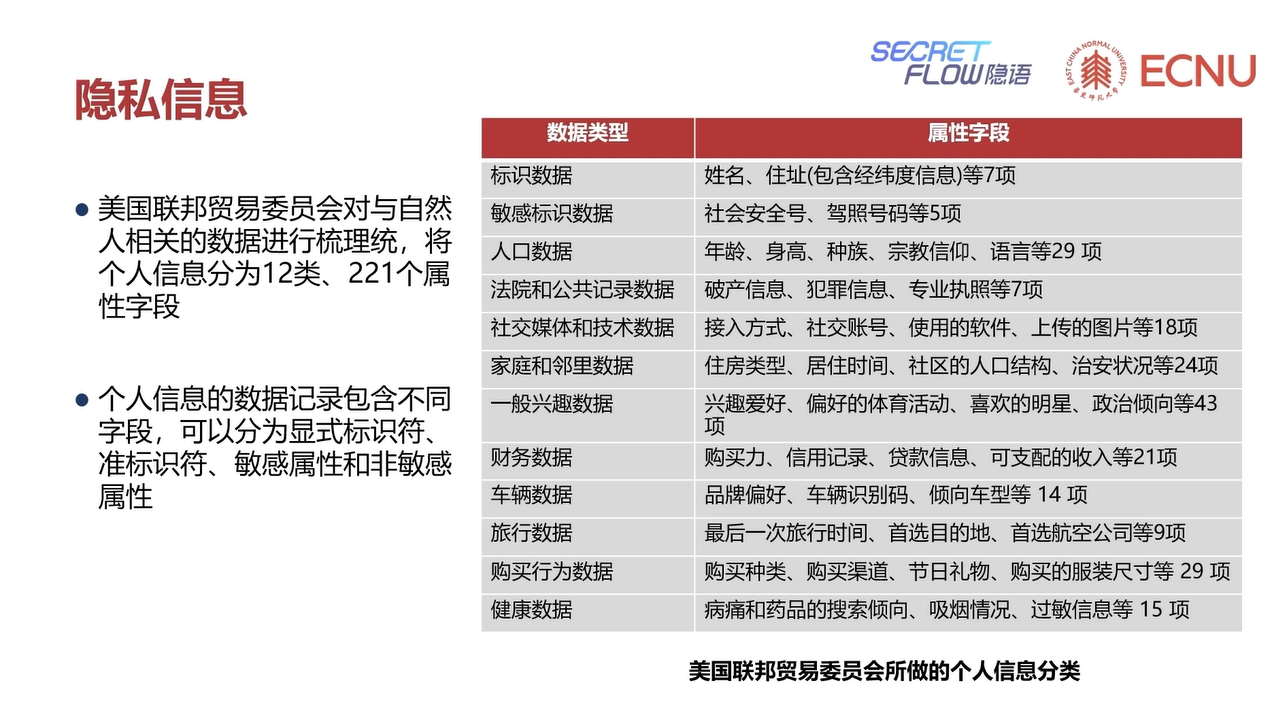 SECRET
FLOW隐语
EAST CHINA NORMAL UNIVERSITY
华东师范大学
ECNU
隐私信息
● 美国联邦贸易委员会对与自然
人相关的数据进行梳理统，将
个人信息分为12类、221个属
性字段
● 个人信息的数据记录包含不同
字段，可以分为显式标识符、
准标识符、敏感属性和非敏感
属性
数据类型 属性字段
标识数据 姓名、住址(包含经纬度信息)等7项
敏感标识数据 社会安全号、驾照号码等5项
人口数据 年龄、身高、种族、宗教信仰、语言等29 项
法院和公共记录数据 破产信息、犯罪信息、专业执照等7项
社交媒体和技术数据 接入方式、社交账号、使用的软件、上传的图片等18项
家庭和邻里数据 住房类型、居住时间、社区的人口结构、治安状况等24项
一般兴趣数据 兴趣爱好、偏好的体育活动、喜欢的明星、政治倾向等43
项
财务数据 购买力、信用记录、贷款信息、可支配的收入等21项
车辆数据 品牌偏好、车辆识别码、倾向车型等 14 项
旅行数据 最后一次旅行时间、首选目的地、首选航空公司等9项
购买行为数据 购买种类、购买渠道、节日礼物、购买的服装尺寸等 29 项
健康数据 病痛和药品的搜索倾向、吸烟情况、过敏信息等 15 项
美国联邦贸易委员会所做的个人信息分类